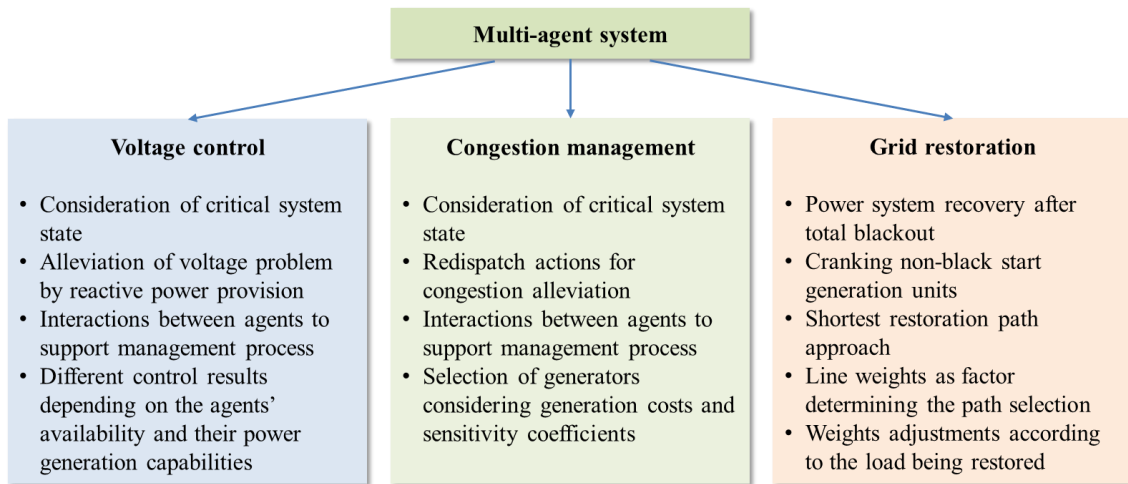 Multi-agent system
Voltage control
• Consideration of critical system
state
• Alleviation of voltage problem
by reactive power provision
• Interactions between agents to
support management process
• Different control results
depending on the agents’
availability and their power
generation capabilities
Congestion management
• Consideration of critical system
state
• Redispatch actions for
congestion alleviation
• Interactions between agents to
support management process
• Selection of generators
considering generation costs and
sensitivity coefficients
Grid restoration
• Power system recovery after
total blackout
• Cranking non-black start
generation units
• Shortest restoration path
approach
• Line weights as factor
determining the path selection
• Weights adjustments according
to the load being restored